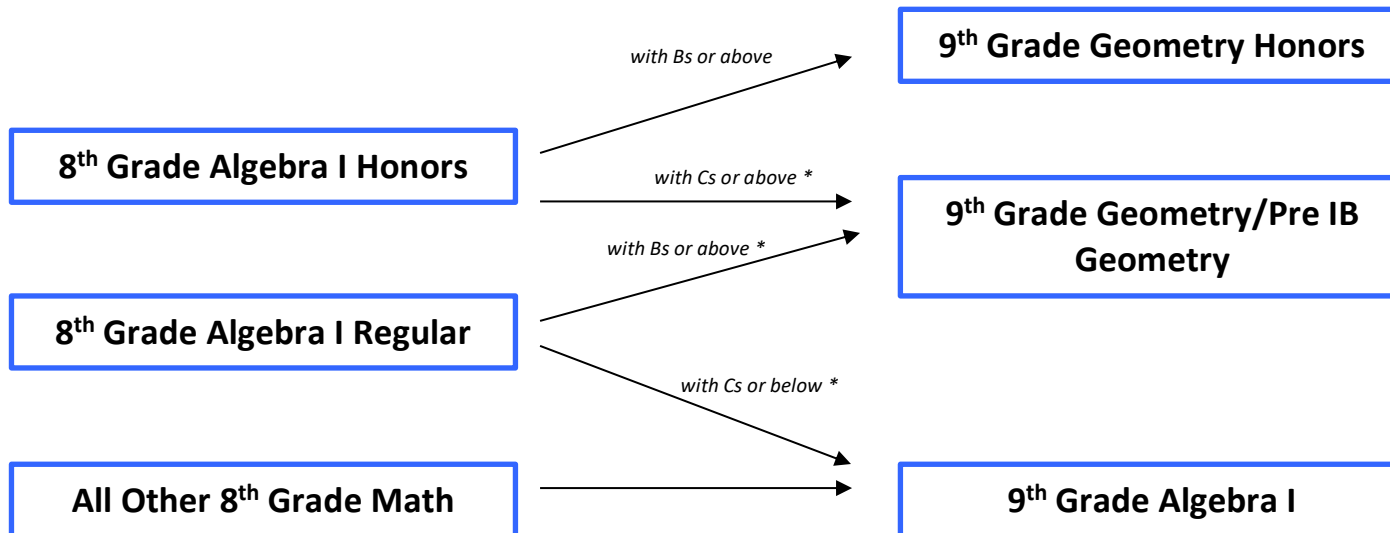 with Bs or above
9th Grade Geometry Honors
8th Grade Algebra I Honors
with Cs or above *
9th Grade Geometry/Pre IB
Geometry
with Bs or above *
8th Grade Algebra I Regular
with Cs or below *
All Other 8th Grade Math
9th Grade Algebra I